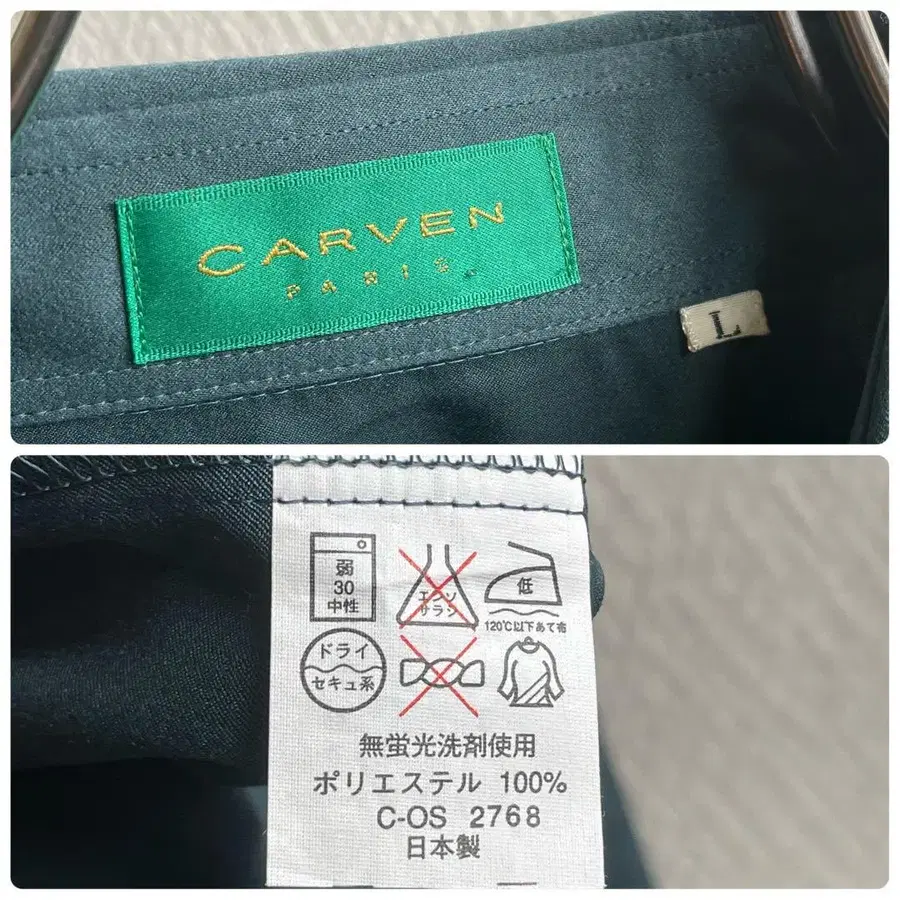 CARVEN
PARIS
L
弱
30
中性
エンソ
サラシ
低
120℃以下あて布
ドライ
セキュ系
無蛍光洗剤使用
ポリエステル 100%
C-OS 2768
日本製